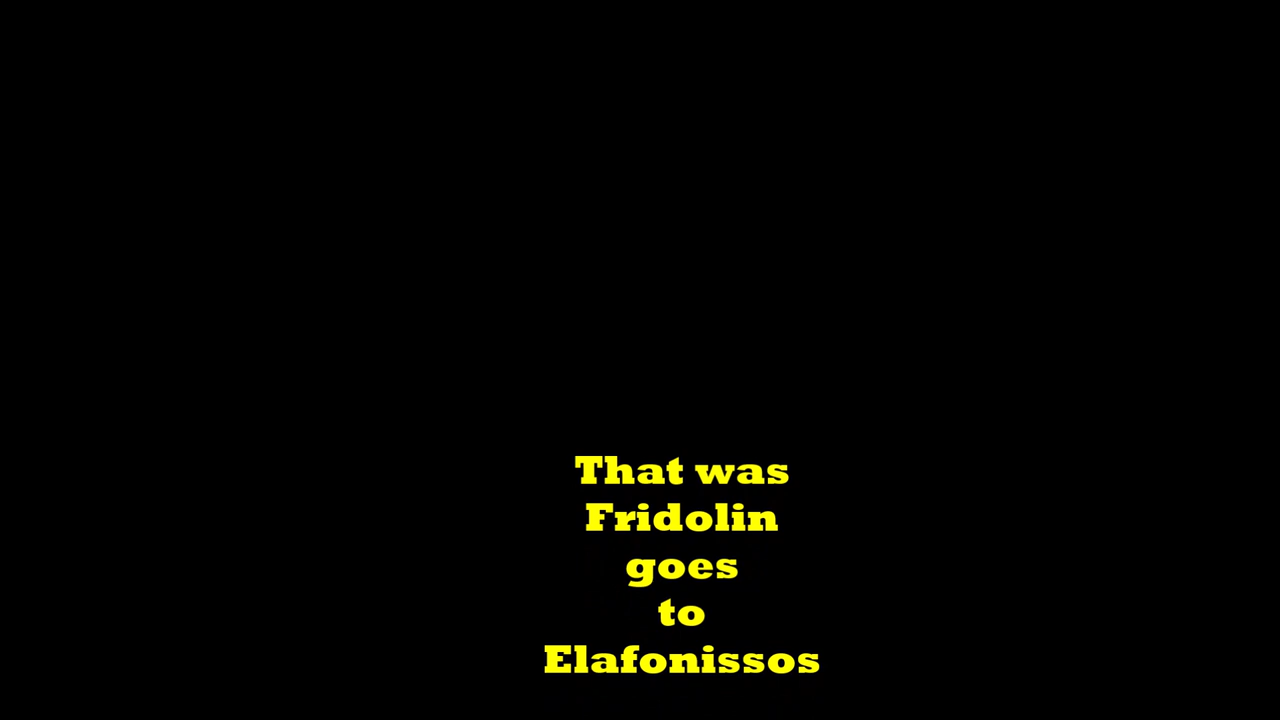 That was
Fridolin
goes
to
Elafonissos